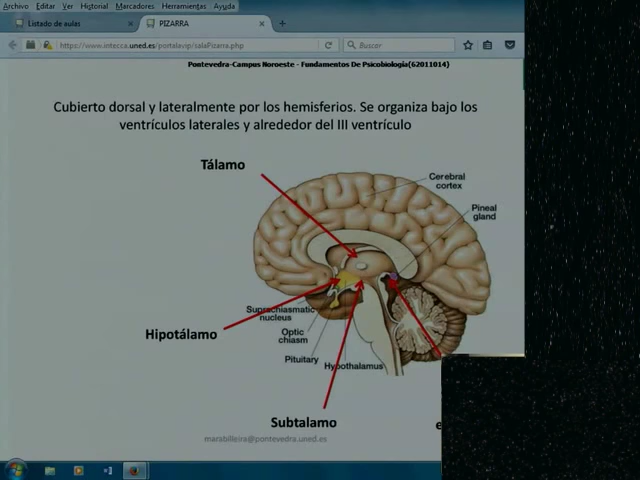 Archivo Editar Ver Historial Marcadores Herramientas Ayuda
Listado de aulas × PIZARRA × +
https://www.intecca.uned.es/portalavip/salaPizarra.php Buscar
Pontevedra-Campus Noroeste - Fundamentos De Psicobiología(62011014)
Cubierto dorsal y lateralmente por los hemisferios. Se organiza bajo los
ventrículos laterales y alrededor del III ventrículo
Tálamo
Cerebral
cortex
Pineal
gland
Suprachiasmatic
nucleus
Hipotálamo
Optic
chiasm
Pituitary
Hypothalamus
Subtalamo
marabilleira@pontevedra.uned.es